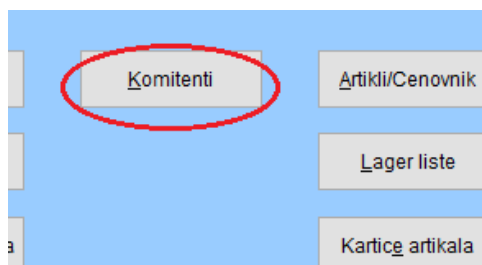 Komitenti
Artikli/Cenovnik
Lager liste
a
Kartice artikala